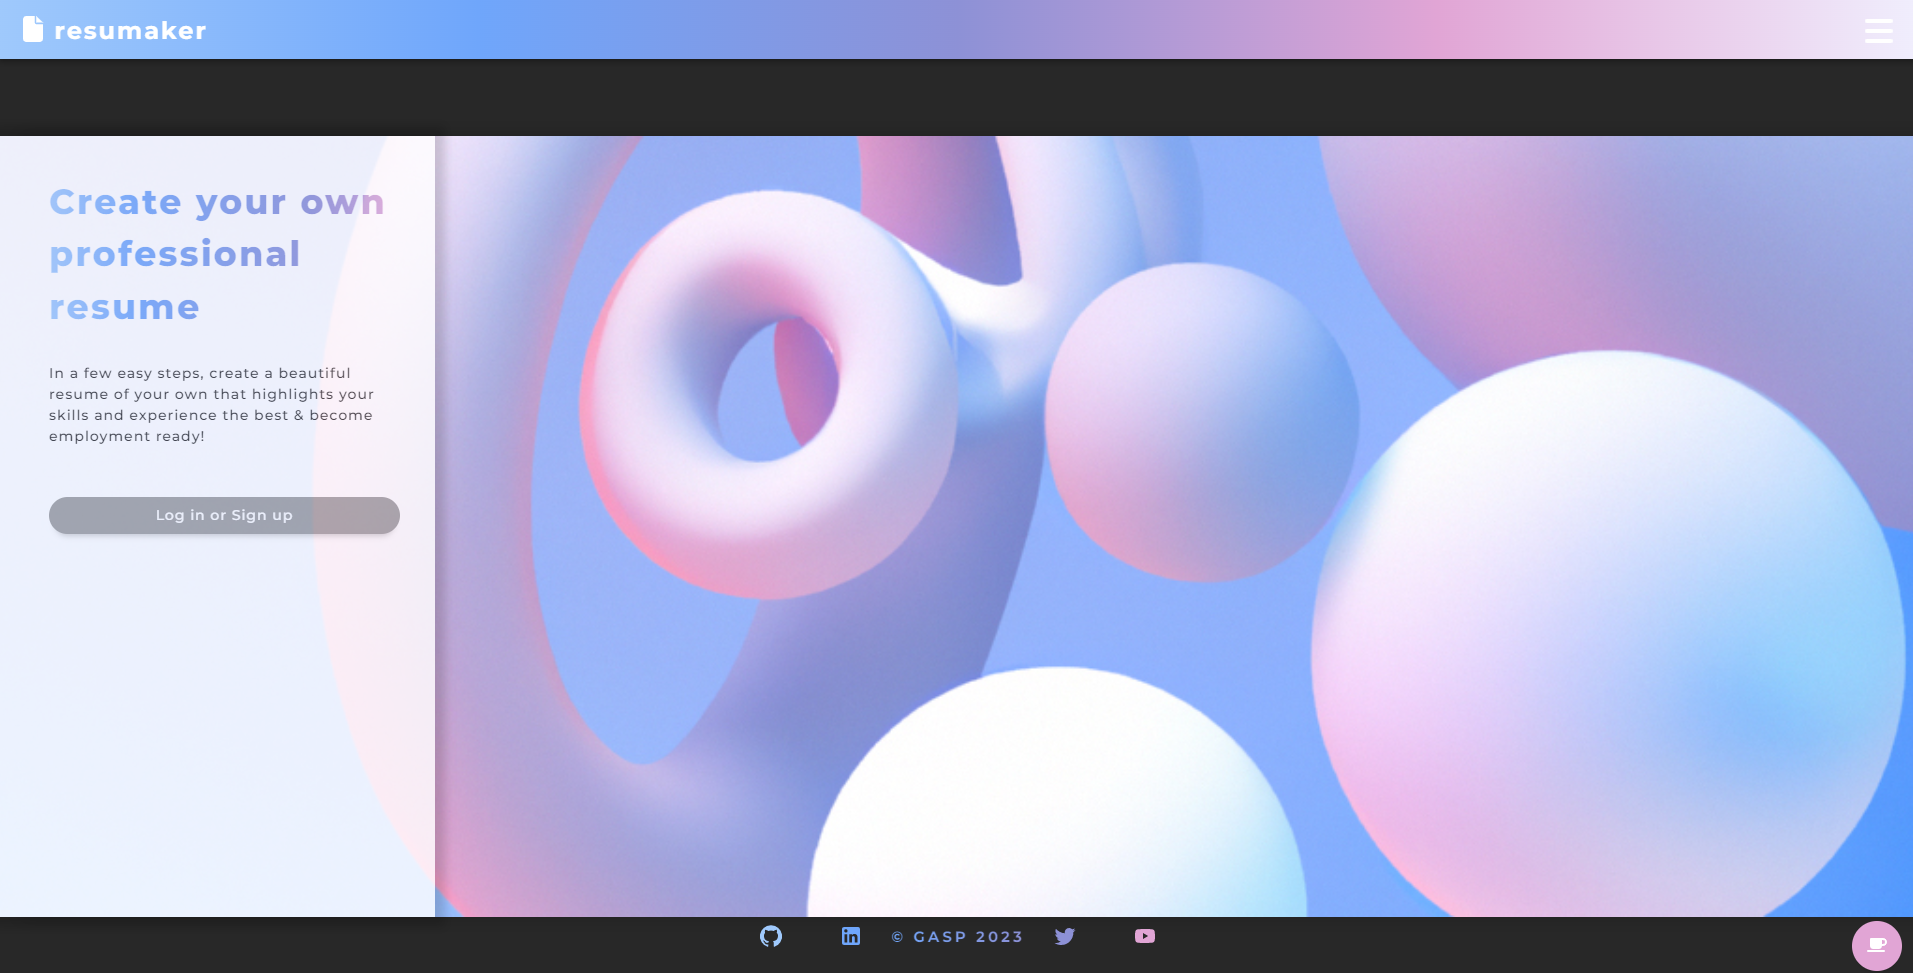 resumaker
Create your own
professional
resume
In a few easy steps, create a beautiful
resume of your own that highlights your
skills and experience the best & become
employment ready!
Log in or Sign up
© GASP 2023